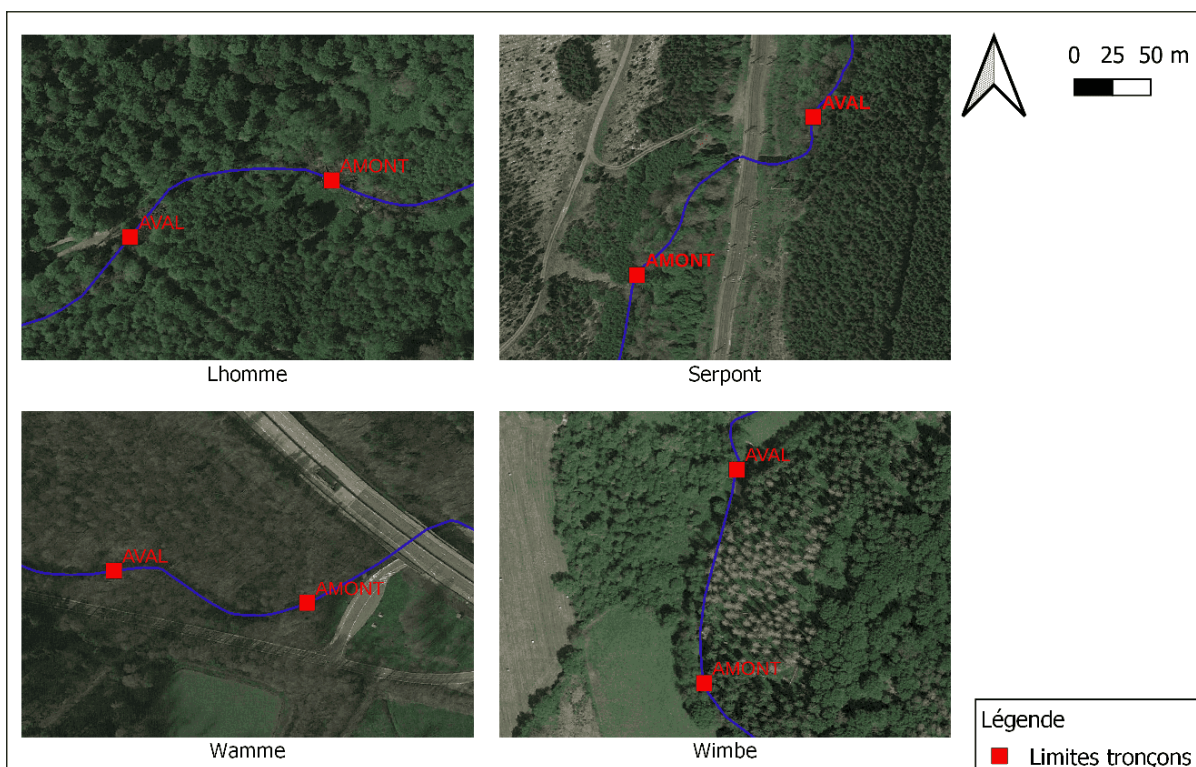 0 25 50 m
AMONT
AVAL
Lhomme
AVAL
AMONT
Serpont
AVAL
AMONT
Wamme
AVAL
AMONT
Wimbe
Légende
Limites tronçons